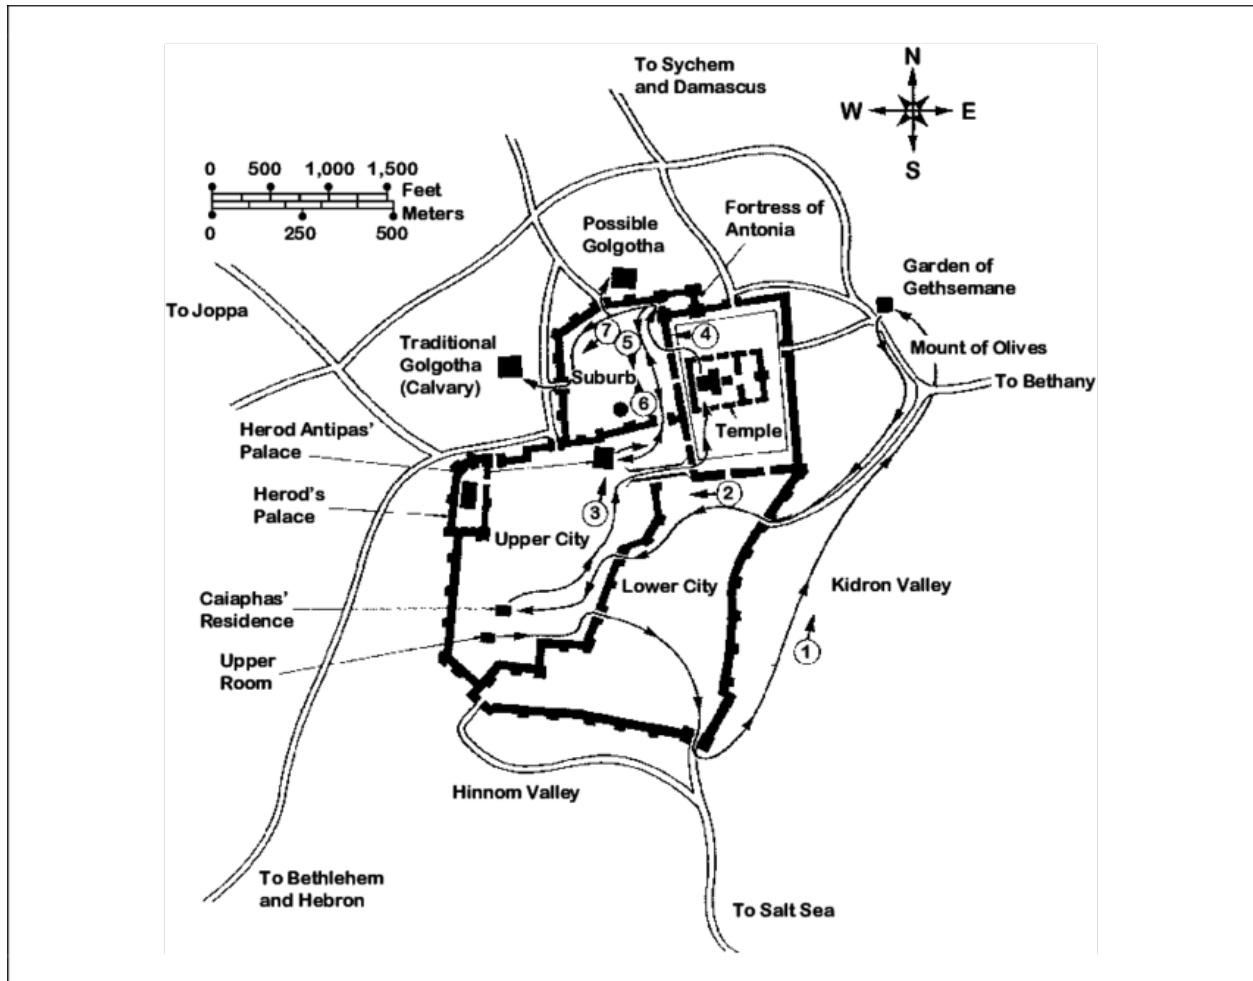 To Sychem
and Damascus
N
W
E
S
0 500 1,000 1,500
Feet
Meters
0 250 500
Possible
Golgotha
Fortress of
Antonia
Garden of
Gethsemane
To Joppa
Traditional
Golgotha
(Calvary)
7
5
4
Mount of Olives
Suburb
To Bethany
6
Herod Antipas'
Palace
Temple
Herod's
Palace
3
2
Upper City
Lower City
Kidron Valley
Caiaphas'
Residence
1
Upper
Room
Hinnom Valley
To Bethlehem
and Hebron
To Salt Sea